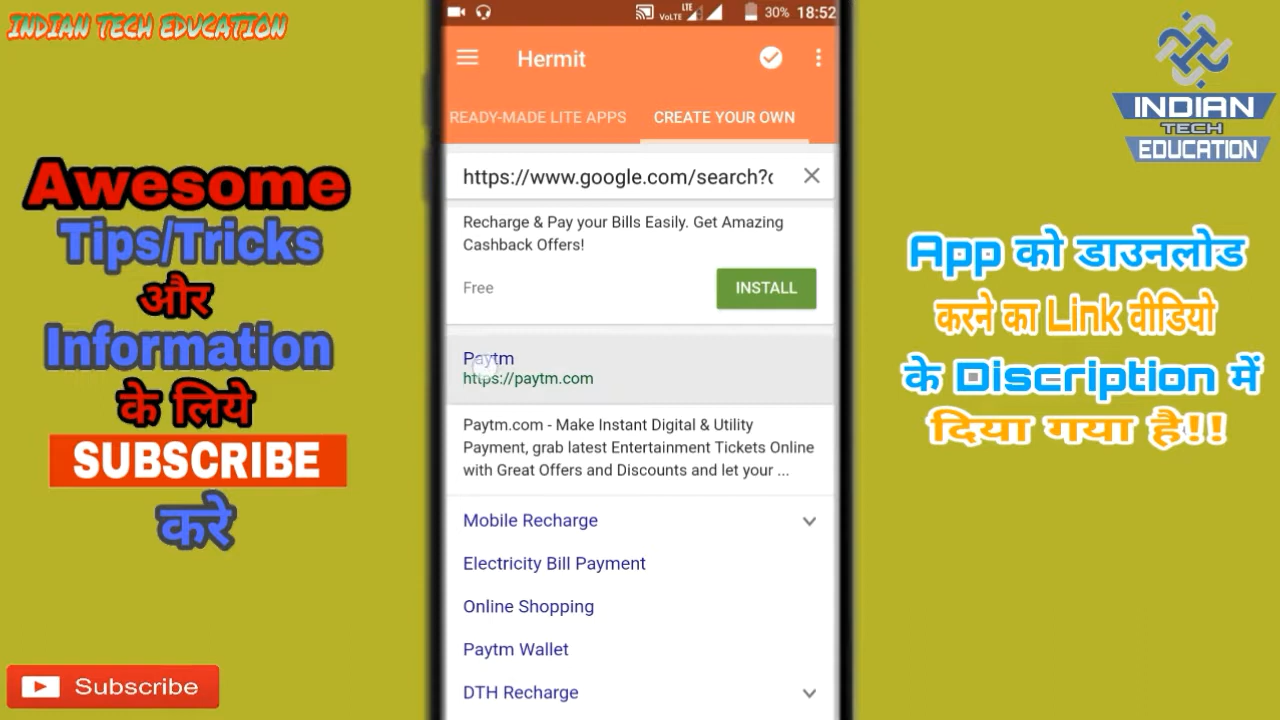 INDIAN TECH EDUCATION
Awesome
Tips/Tricks
और
Information
के लिये
SUBSCRIBE
करे
Subscribe
LTE
VoLTE
30% 18:52
Hermit
READY-MADE LITE APPS
CREATE YOUR OWN
https://www.google.com/search?
Recharge & Pay your Bills Easily. Get Amazing
Cashback Offers!
Free
INSTALL
Paytm
https://paytm.com
Paytm.com - Make Instant Digital & Utility
Payment, grab latest Entertainment Tickets Online
with Great Offers and Discounts and let your ...
Mobile Recharge
Electricity Bill Payment
Online Shopping
Paytm Wallet
DTH Recharge
INDIAN
TECH
EDUCATION
App को डाउनलोड
करने का Link वीडियो
के Discription में
दिया गया है!!